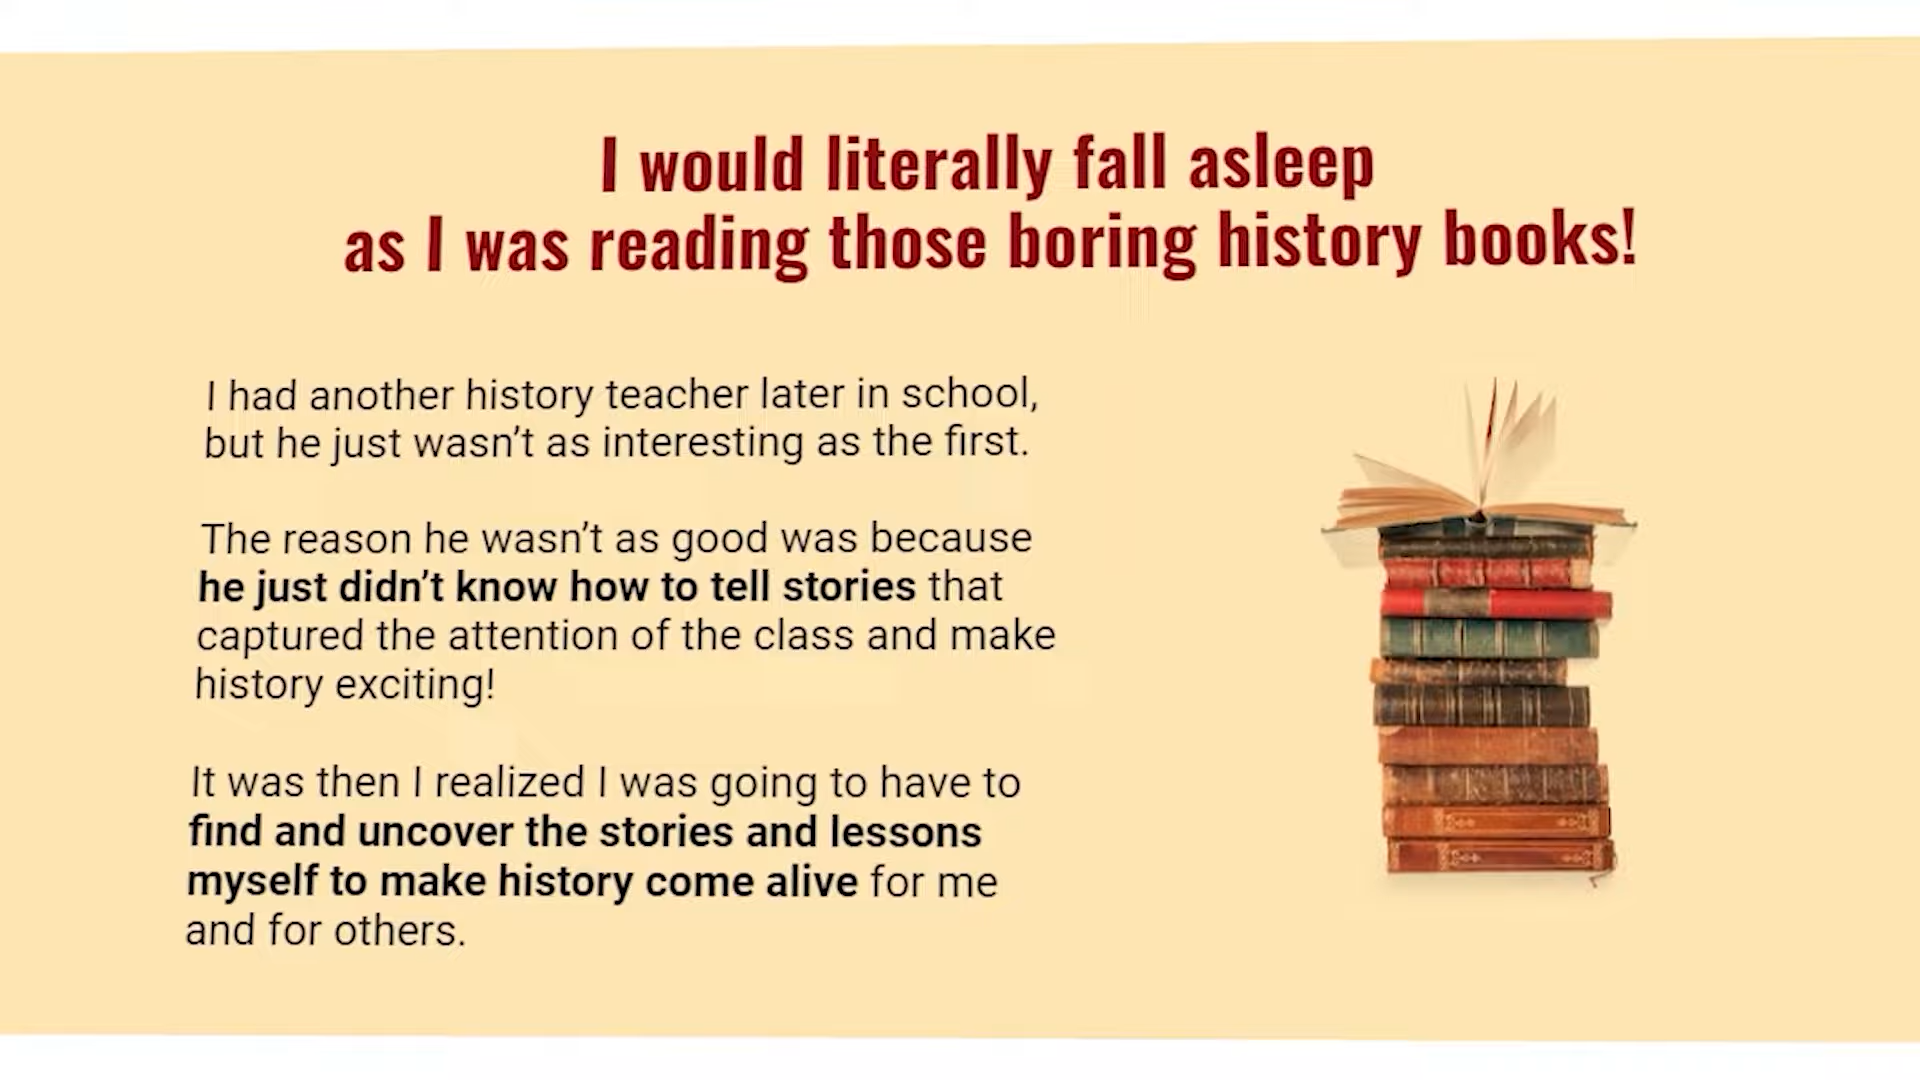 I would literally fall asleep
as I was reading those boring history books!
I had another history teacher later in school,
but he just wasn’t as interesting as the first.
The reason he wasn’t as good was because
he just didn’t know how to tell stories that
captured the attention of the class and make
history exciting!
It was then I realized I was going to have to
find and uncover the stories and lessons
myself to make history come alive for me
and for others.